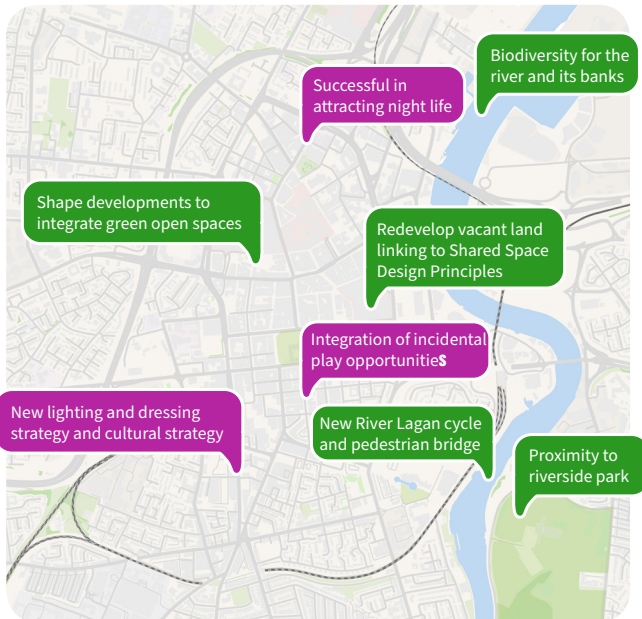 Biodiversity for the
river and its banks
Successful in
attracting night life
Shape developments to
integrate green open spaces
Redevelop vacant land
linking to Shared Space
Design Principles
Integration of incidental
play opportunities
New lighting and dressing
strategy and cultural strategy
New River Lagan cycle
and pedestrian bridge
Proximity to
riverside park